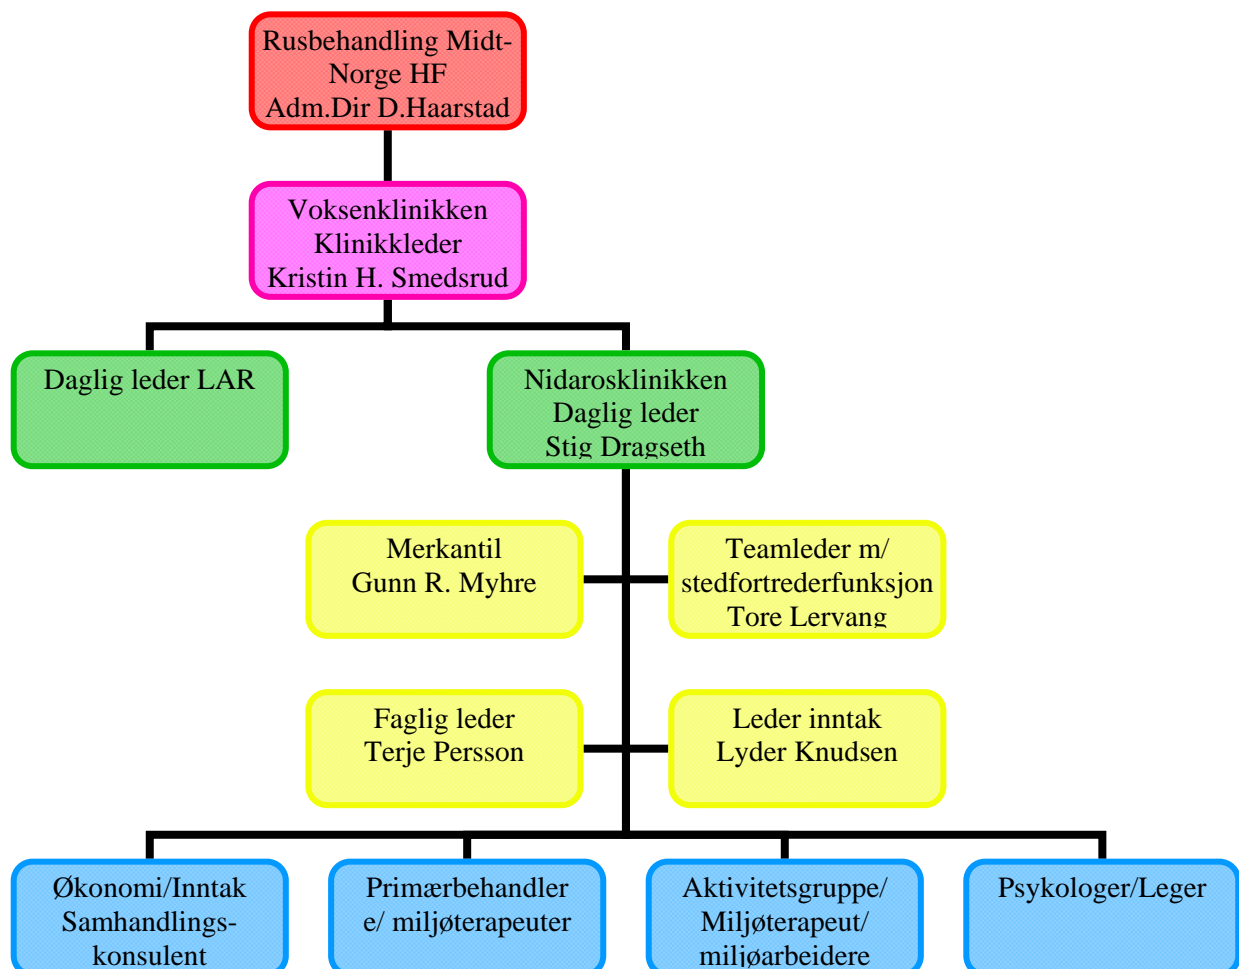 Rusbehandling Midt-
Norge HF
Adm.Dir D.Haarstad
Voksenklinikken
Klinikkleder
Kristin H. Smedsrud
Daglig leder LAR
Nidarosklinikken
Daglig leder
Stig Dragseth
Merkantil
Gunn R. Myhre
Teamleder m/
stedfortrederfunksjon
Tore Lervang
Faglig leder
Terje Persson
Leder inntak
Lyder Knudsen
Økonomi/Inntak
Samhandlings-
konsulent
Primærbehandler
e/ miljøterapeuter
Aktivitetsgruppe/
Miljøterapeut/
miljøarbeidere
Psykologer/Leger